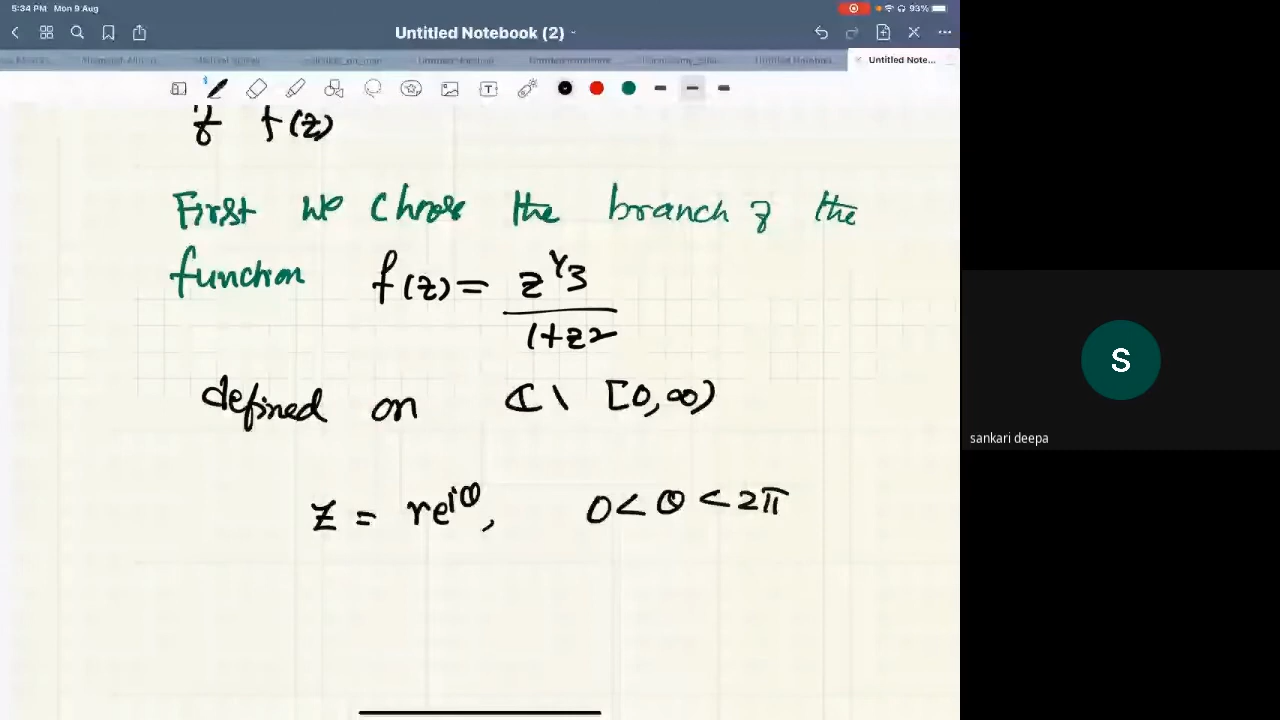 5:34 PM Mon 9 Aug
93%
Untitled Notebook (2)
Untitled Note...
of f(z)
First we choose the branch of the
function f(z) = z^1/3 / 1+z2
defined on ℂ \ [0,∞)
z = re^iθ, 0 < θ < 2π
S
sankari deepa